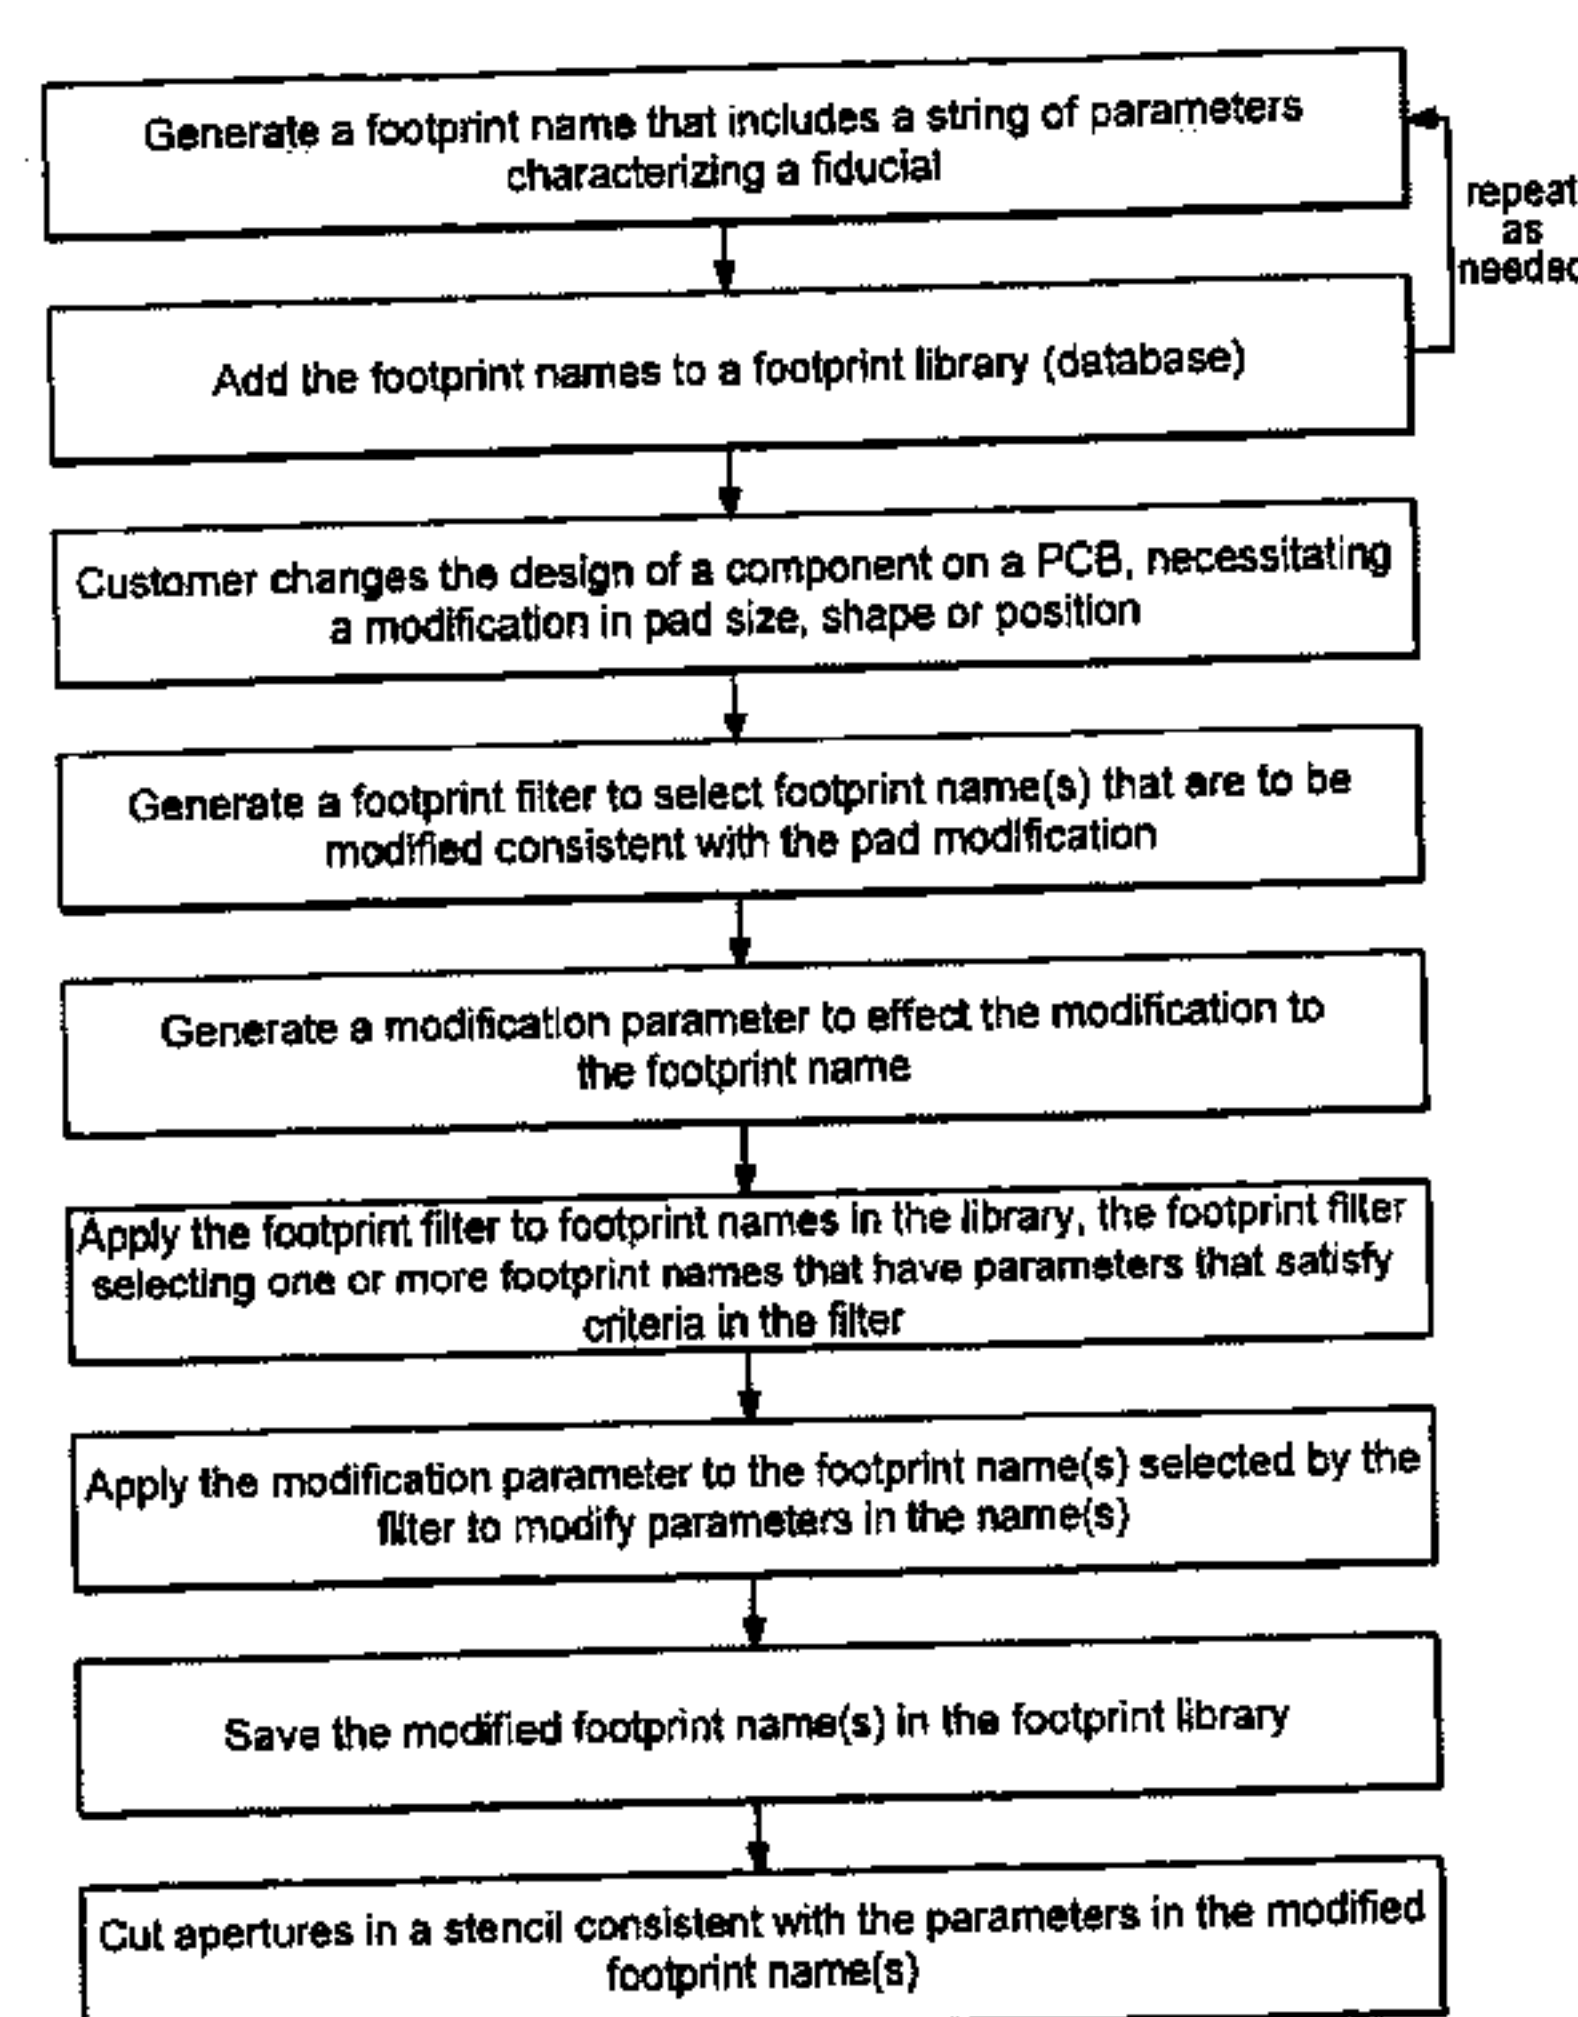 Generate a footprint name that includes a string of parameters
characterizing a fiducial
repeat
as
needed
Add the footprint names to a footprint library (database)
Customer changes the design of a component on a PCB, necessitating
a modification in pad size, shape or position
Generate a footprint filter to select footprint name(s) that are to be
modified consistent with the pad modification
Generate a modification parameter to effect the modification to
the footprint name
Apply the footprint filter to footprint names in the library, the footprint filter
selecting one or more footprint names that have parameters that satisfy
criteria in the filter
Apply the modification parameter to the footprint name(s) selected by the
filter to modify parameters in the name(s)
Save the modified footprint name(s) in the footprint library
Cut apertures in a stencil consistent with the parameters in the modified
footprint name(s)